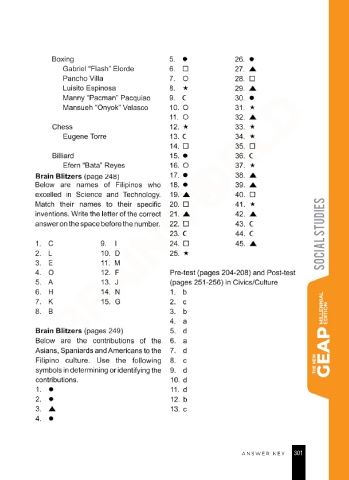 Boxing
Gabriel “Flash” Elorde
Pancho Villa
Luisito Espinosa
Manny “Pacman” Pacquiao
Mansueh “Onyok” Velasco
Chess
Eugene Torre
Billiard
Efern “Bata” Reyes
Brain Blitzers (page 248)
Below are names of Filipinos who
excelled in Science and Technology.
Match their names to their specific
inventions. Write the letter of the correct
answer on the space before the number.
1. C
2. L
3. E
4. O
5. A
6. H
7. K
8. B
9. I
10. D
11. M
12. F
13. J
14. N
15. G
Brain Blitzers (pages 249)
Below are the contributions of the
Asians, Spaniards and Americans to the
Filipino culture. Use the following
symbols in determining or identifying the
contributions.
1. ●
2. ●
3. ▲
4. ●
5. ●
6. □
7. ○
8. ★
9. ☾
10. ○
11. ○
12. ★
13. ☾
14. □
15. ●
16. ○
17. ●
18. ●
19. ▲
20. □
21. ▲
22. □
23. ☾
24. □
25. ★
26. ●
27. ▲
28. □
29. ▲
30. ●
31. ★
32. ▲
33. ★
34. ★
35. □
36. ☾
37. ★
38. ▲
39. ▲
40. □
41. ★
42. ▲
43. ☾
44. ☾
45. ▲
Pre-test (pages 204-208) and Post-test
(pages 251-256) in Civics/Culture
1. b
2. c
3. b
4. a
5. d
6. a
7. d
8. c
9. d
10. d
11. d
12. b
13. c
SOCIAL STUDIES
THE NEW
GEAP
MILLENNIAL
EDITION
ANSWER KEY 301